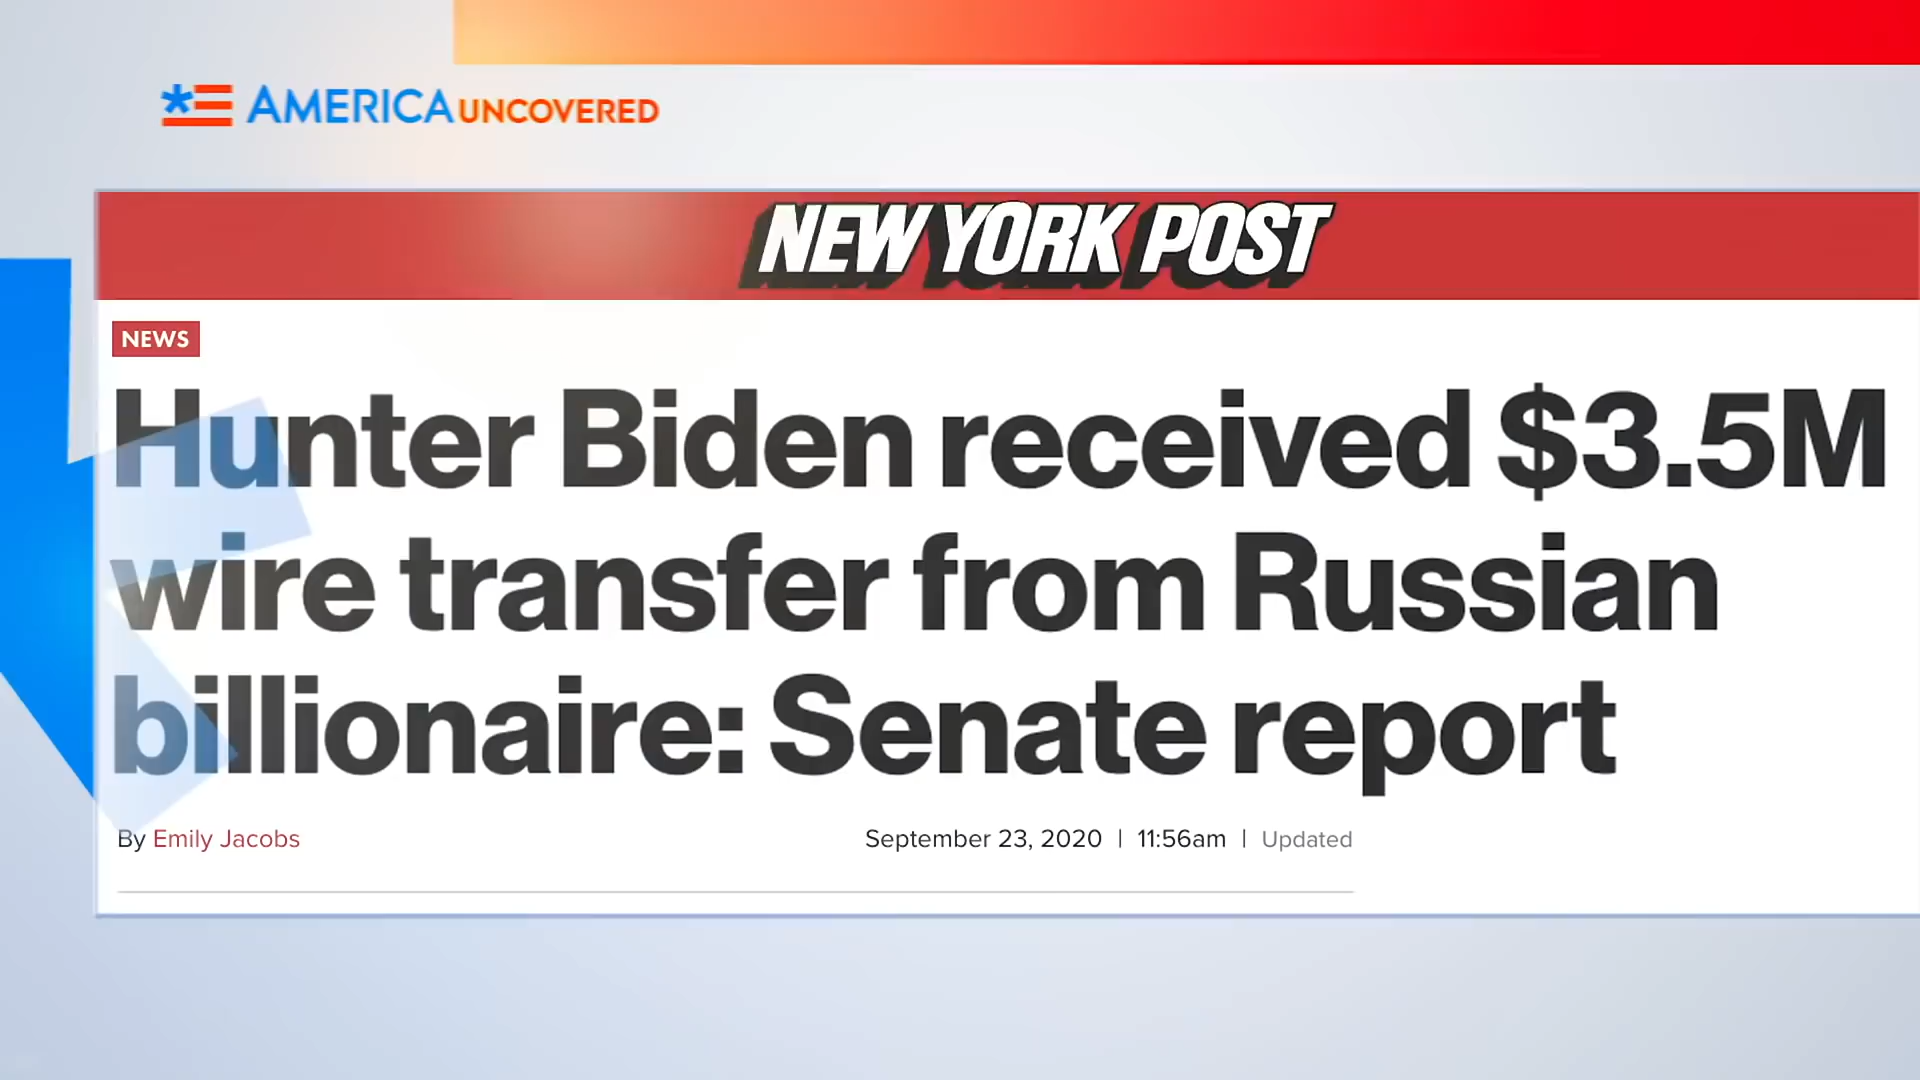 AMERICA UNCOVERED
NEW YORK POST
NEWS
Hunter Biden received $3.5M
wire transfer from Russian
billionaire: Senate report
By Emily Jacobs
September 23, 2020 | 11:56am | Updated